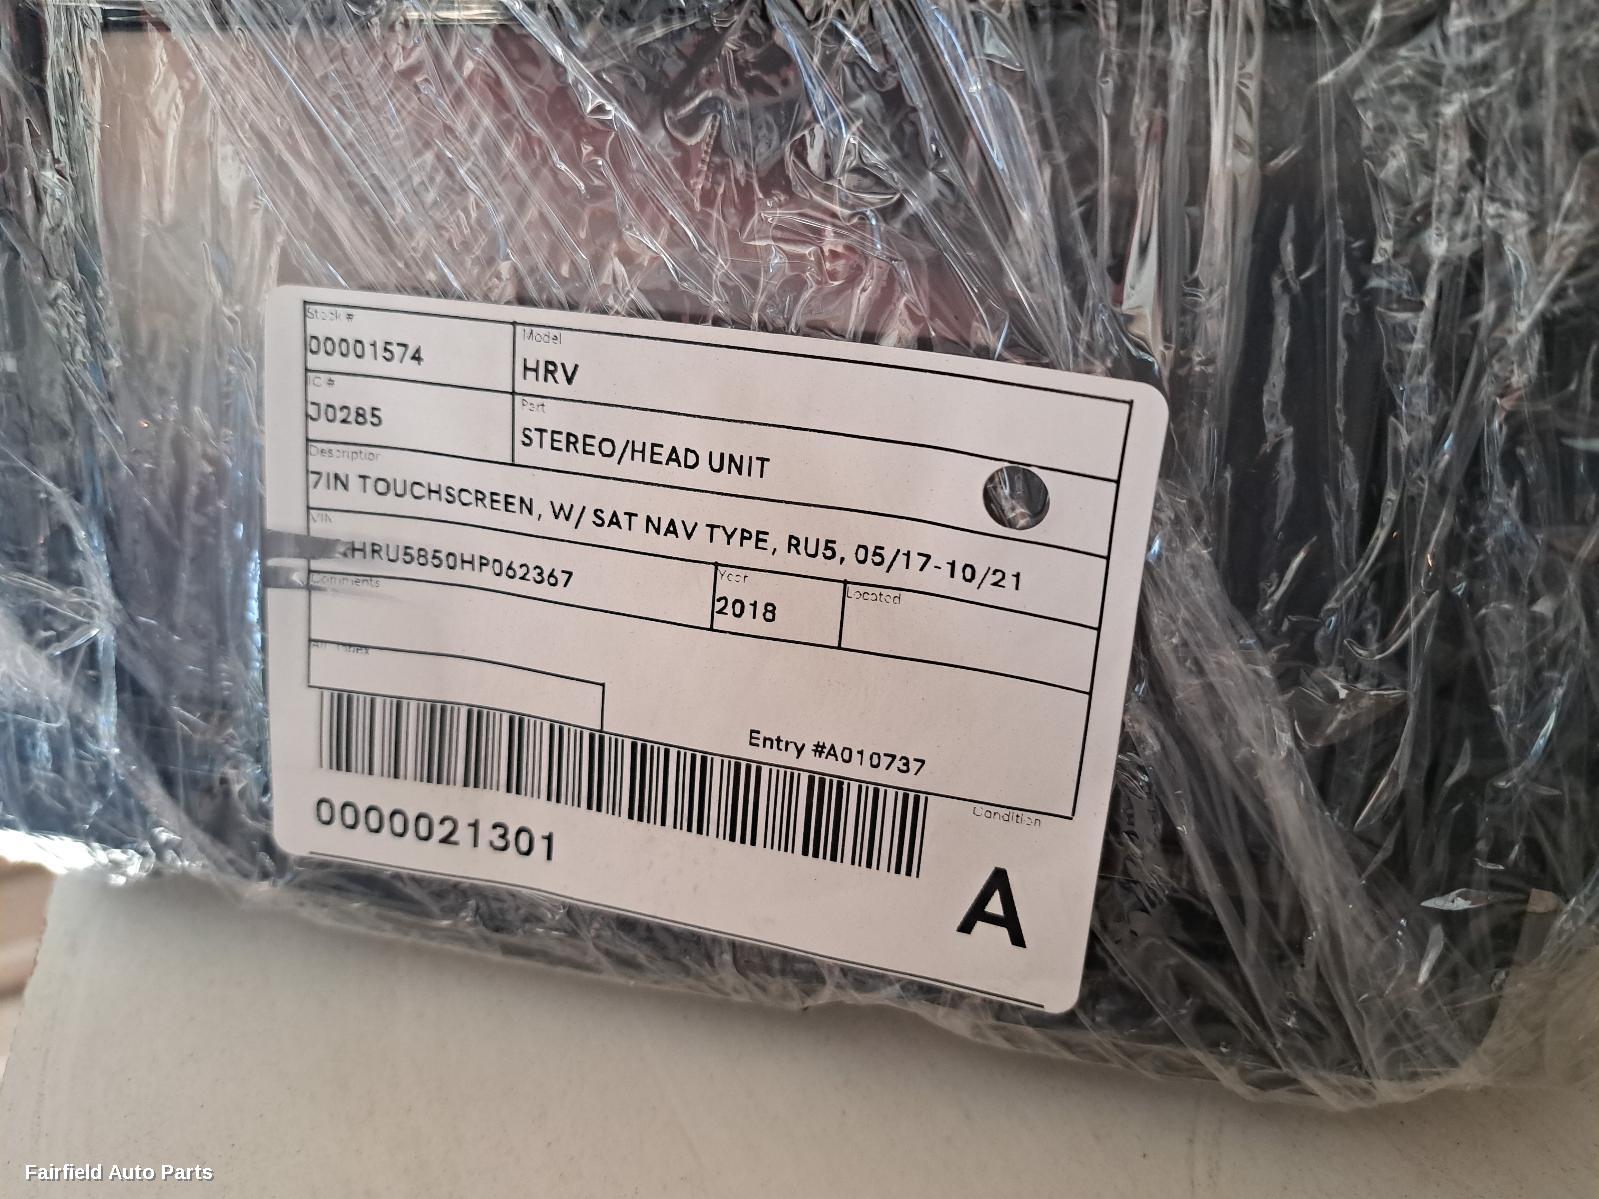 Stock #
00001574
Model
HRV
IC #
J0285
Part
STEREO/HEAD UNIT
Description
7IN TOUCHSCREEN, W/ SAT NAV TYPE, RU5, 05/17-10/21
VIN
HRU5850HP062367
Year
2018
Located
Comments
Entry #A010737
0000021301
Condition
A
Fairfield Auto Parts